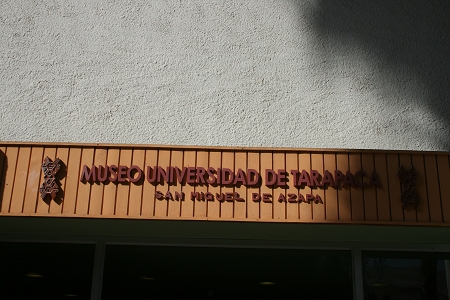 MUSEO UNIVERSIDAD DE TARAPACA
SAN MIGUEL DE AZAPA